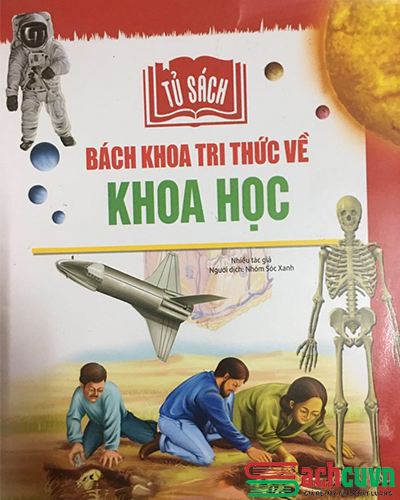 TỦ SÁCH
BÁCH KHOA TRI THỨC VỀ
KHOA HỌC
Nhiều tác giả
Người dịch: Nhóm Sóc Xanh
Sachcuvn